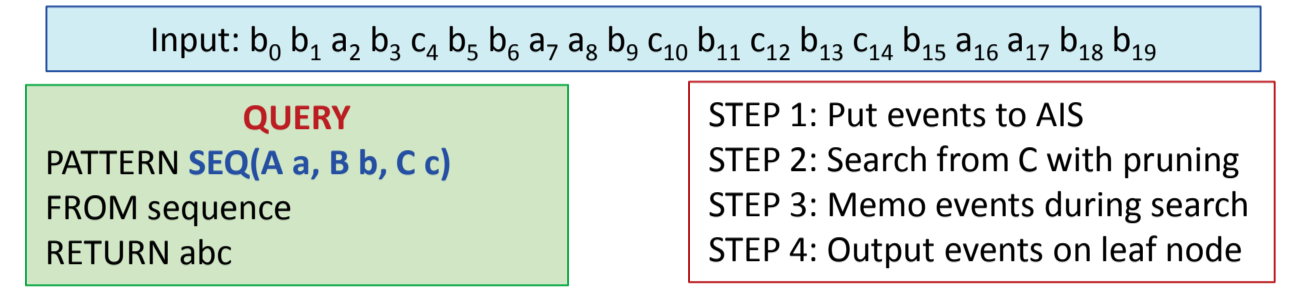 Input: b₀ b₁ a₂ b₃ c₄ b₅ b₆ a₇ a₈ b₉ c₁₀ b₁₁ c₁₂ b₁₃ c₁₄ b₁₅ a₁₆ a₁₇ b₁₈ b₁₉
QUERY
PATTERN SEQ(A a, B b, C c)
FROM sequence
RETURN abc
STEP 1: Put events to AIS
STEP 2: Search from C with pruning
STEP 3: Memo events during search
STEP 4: Output events on leaf node